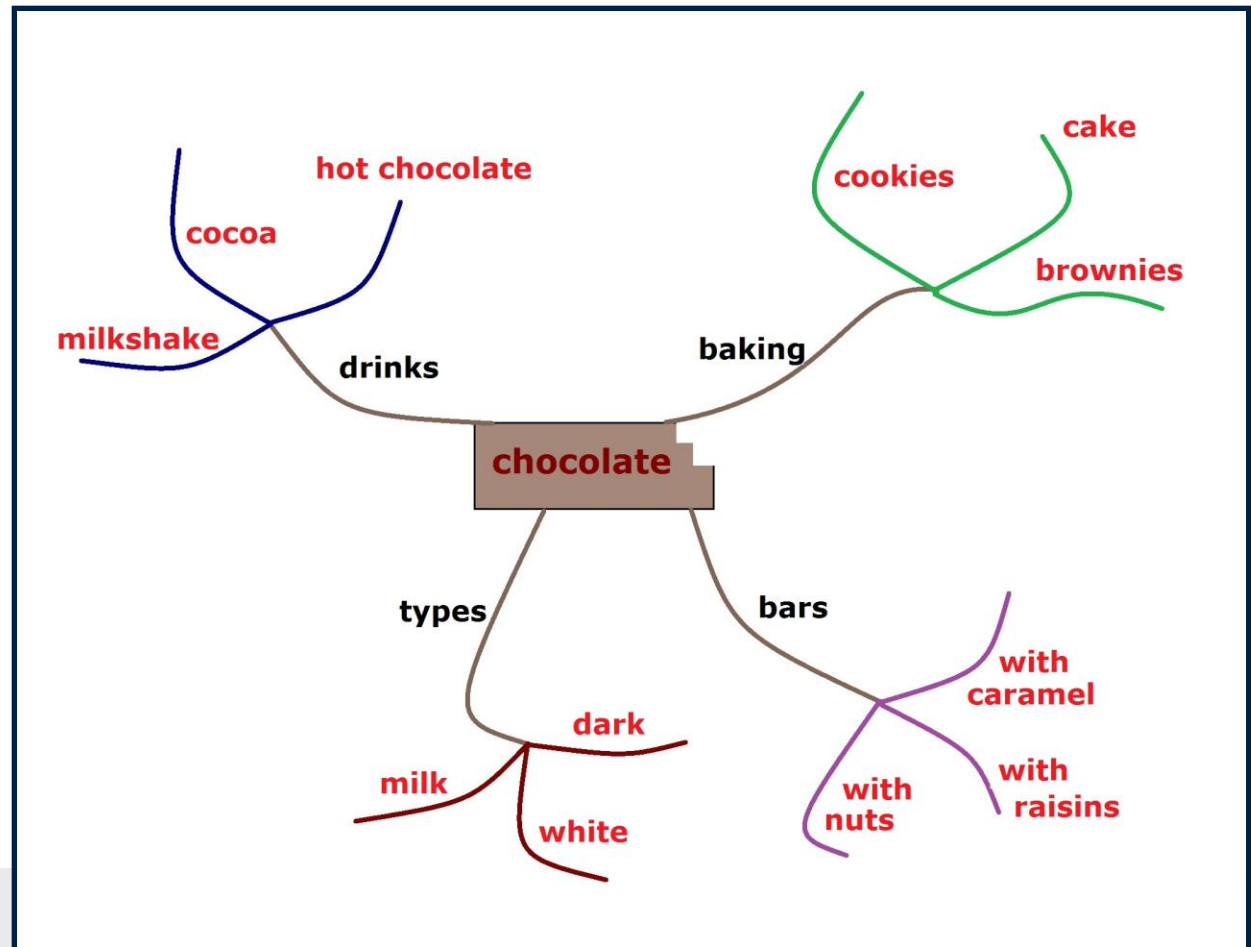 hot chocolate
cocoa
milkshake
drinks
cake
cookies
brownies
baking
chocolate
types
dark
milk
white
bars
with
caramel
with
raisins
with
nuts